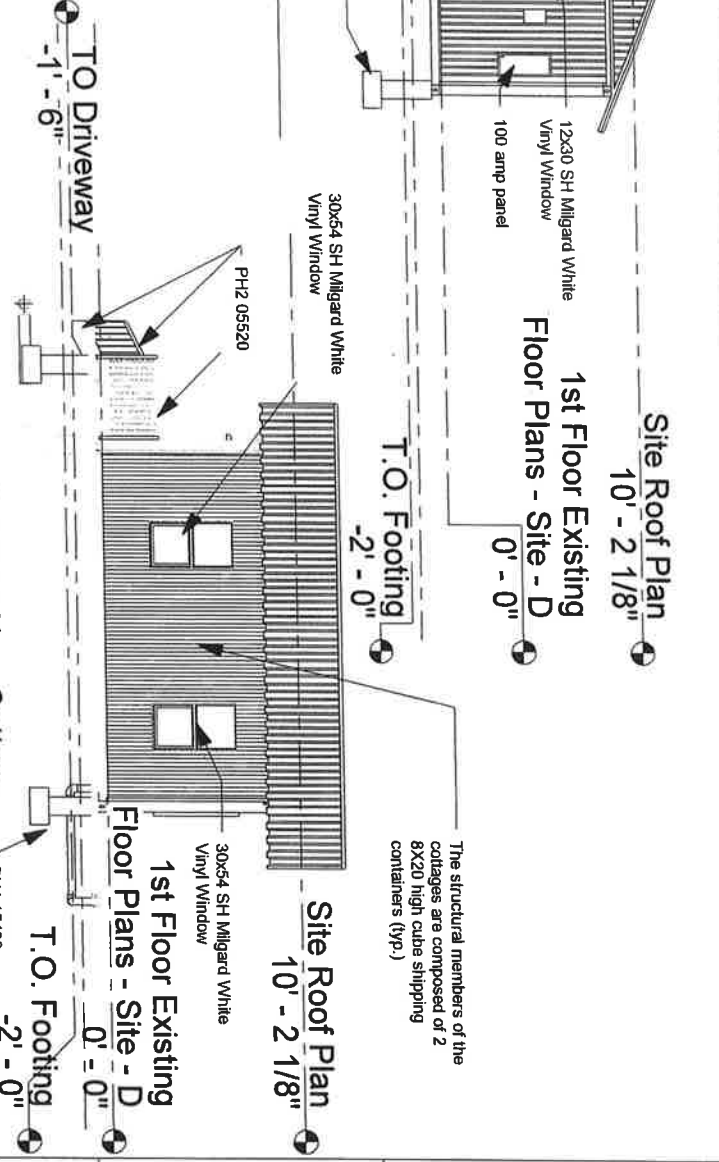 12x30 SH Milgard White
Vinyl Window
100 amp panel
Site Roof Plan
10' - 2 1/8"
1st Floor Existing
Floor Plans - Site - D
0' - 0"
T.O. Footing
-2' - 0"
TO Driveway
-1' - 6"
30x54 SH Milgard White
Vinyl Window
PH2 05520
The structural members of the
cottages are composed of 2
8X20 high cube shipping
containers (typ.)
30x54 SH Milgard White
Vinyl Window
Site Roof Plan
10' - 2 1/8"
1st Floor Existing
Floor Plans - Site - D
0' - 0"
T.O. Footing
-2' - 0"